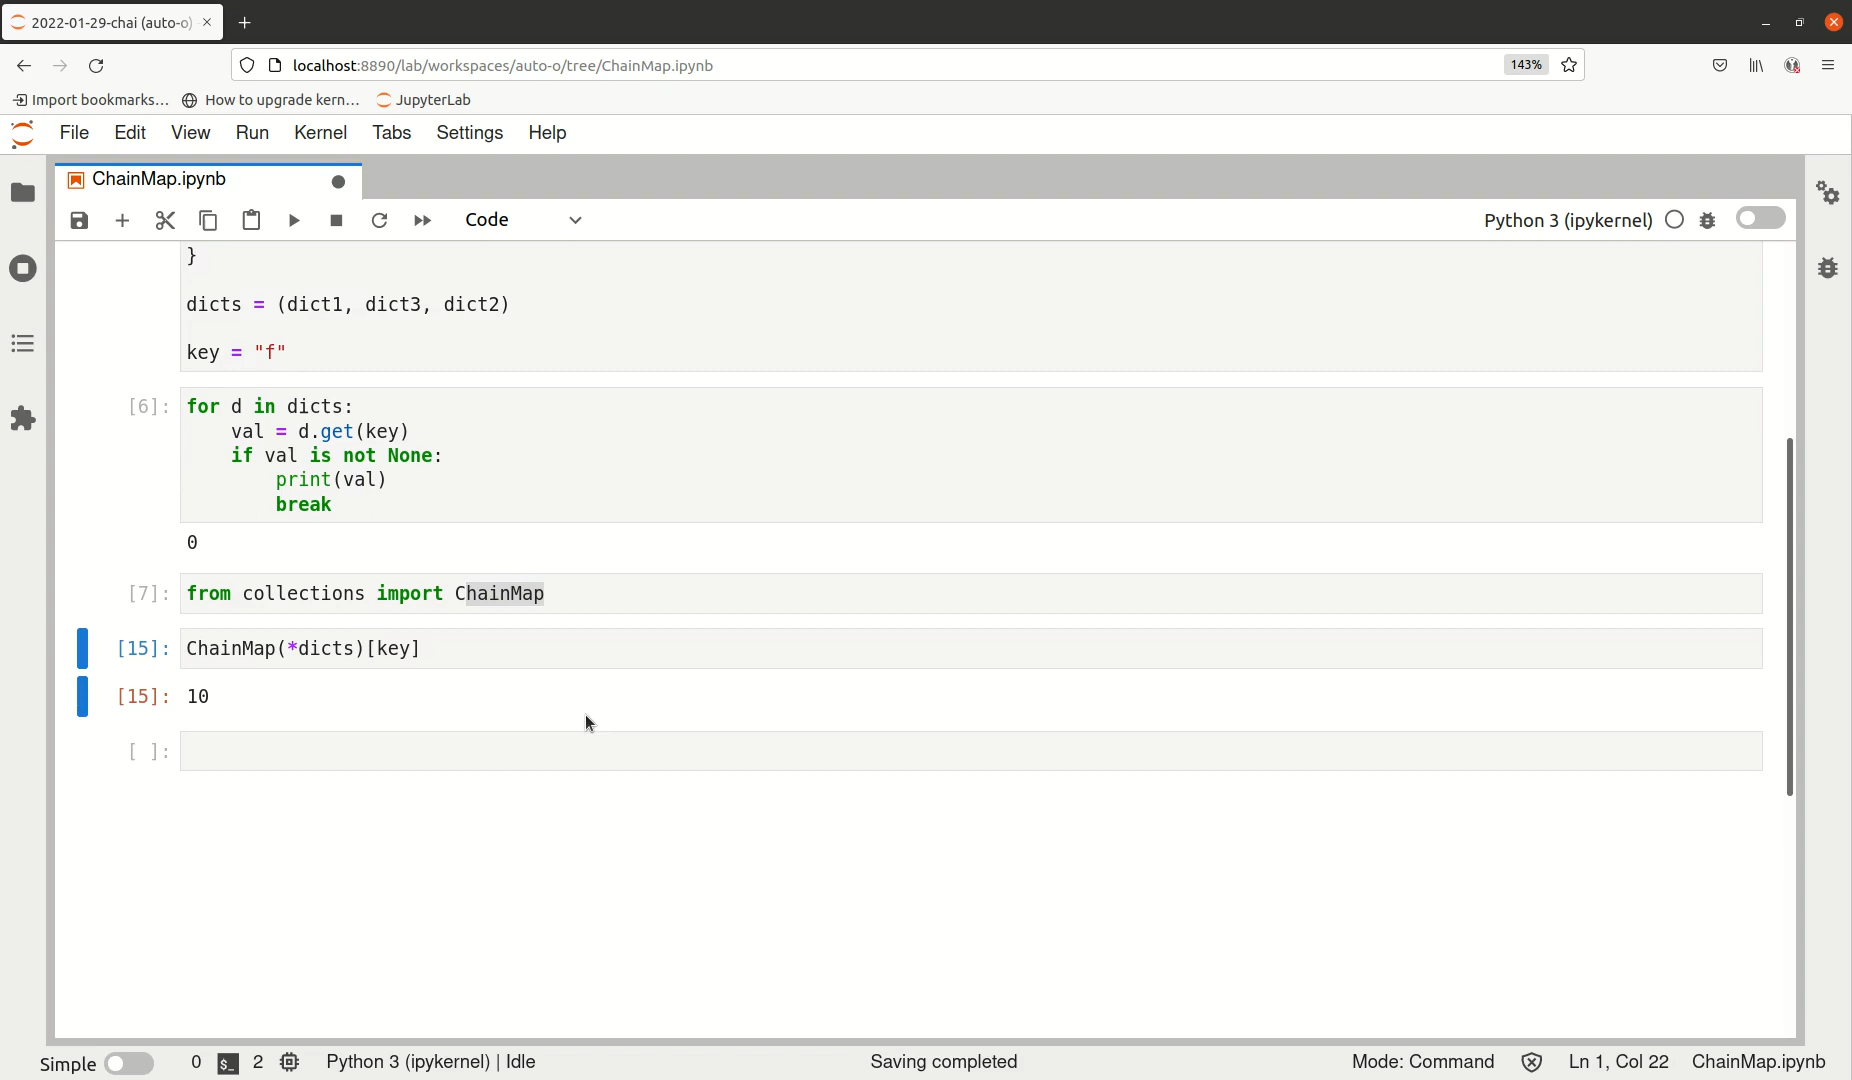 2022-01-29-chai (auto-o)
localhost:8890/lab/workspaces/auto-o/tree/ChainMap.ipynb
143%
Import bookmarks...
How to upgrade kern...
JupyterLab
File Edit View Run Kernel Tabs Settings Help
ChainMap.ipynb
Code
Python 3 (ipykernel)
}
dicts = (dict1, dict3, dict2)
key = "f"
[6]: for d in dicts:
    val = d.get(key)
    if val is not None:
        print(val)
        break
0
[7]: from collections import ChainMap
[15]: ChainMap(*dicts)[key]
[15]: 10
[ ]:
Simple 0 $_ 2 Python 3 (ipykernel) | Idle Saving completed Mode: Command Ln 1, Col 22 ChainMap.ipynb